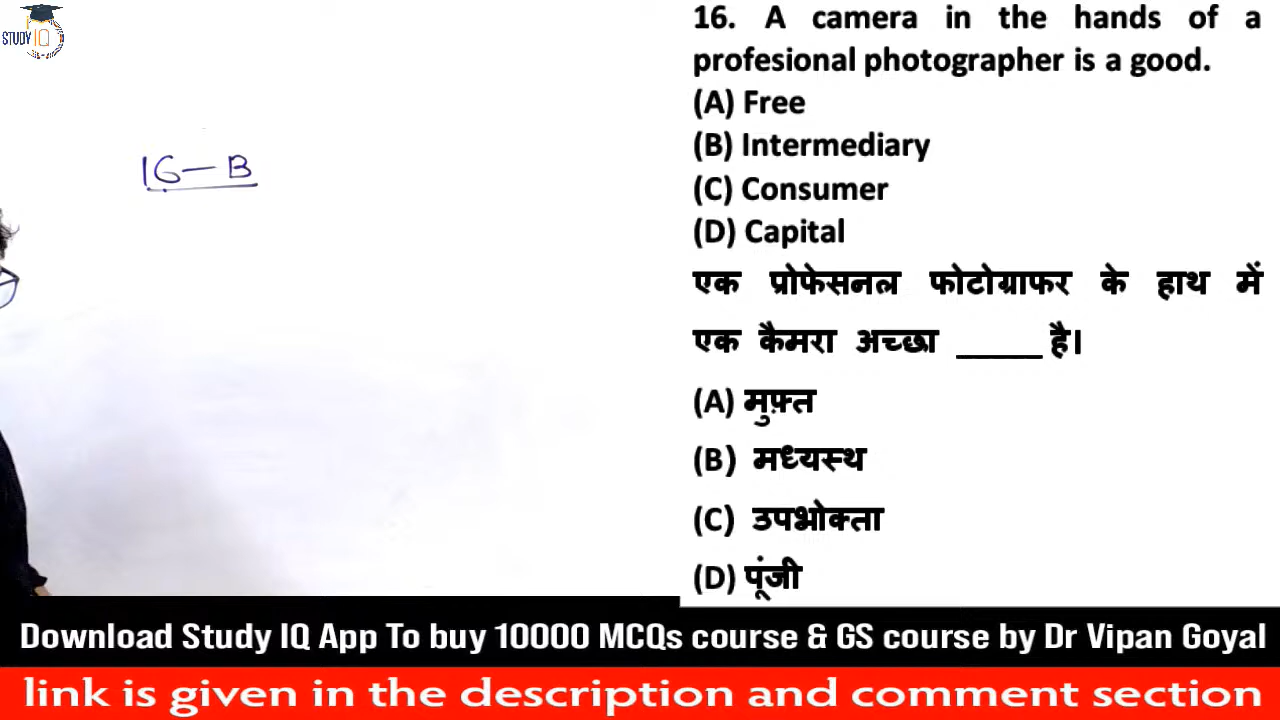 STUDY IQ
16 - B
16. A camera in the hands of a
profesional photographer is a good.
(A) Free
(B) Intermediary
(C) Consumer
(D) Capital
एक प्रोफेसनल फोटोग्राफर के हाथ में
एक कैमरा अच्छा _____ है।
(A) मुफ़्त
(B) मध्यस्थ
(C) उपभोक्ता
(D) पूंजी
Download Study IQ App To buy 10000 MCQs course & GS course by Dr Vipan Goyal
link is given in the description and comment section